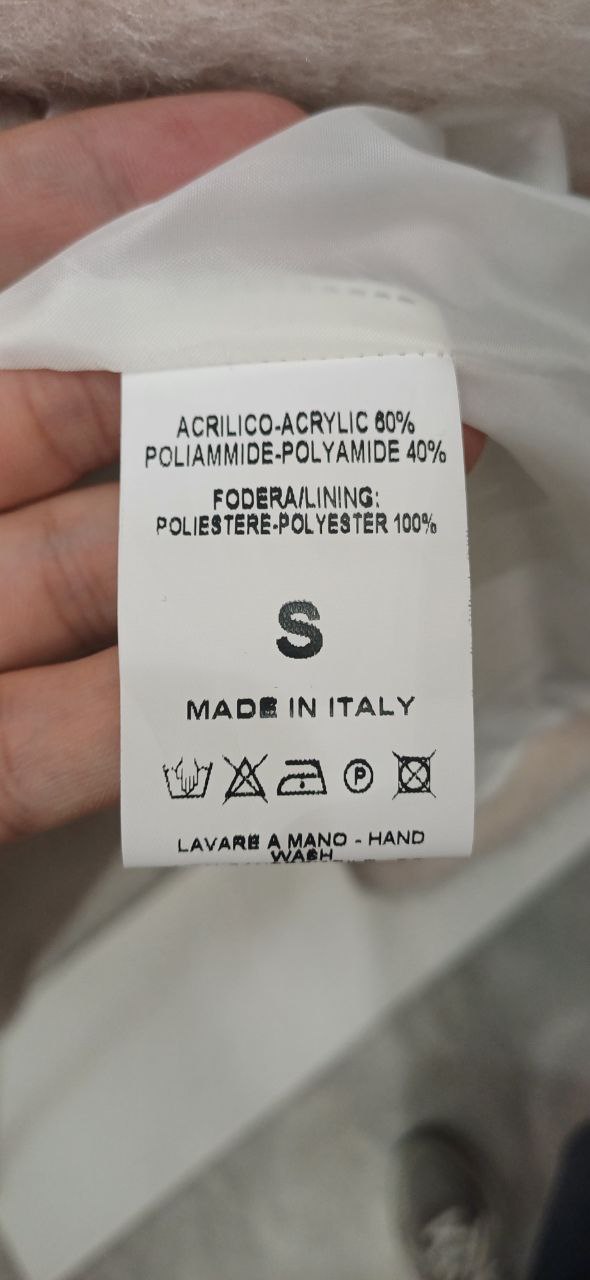 ACRILICO-ACRYLIC 60%
POLIAMMIDE-POLYAMIDE 40%
FODERA/LINING:
POLIESTERE-POLYESTER 100%
S
MADE IN ITALY
P
LAVARE A MANO - HAND
WASH